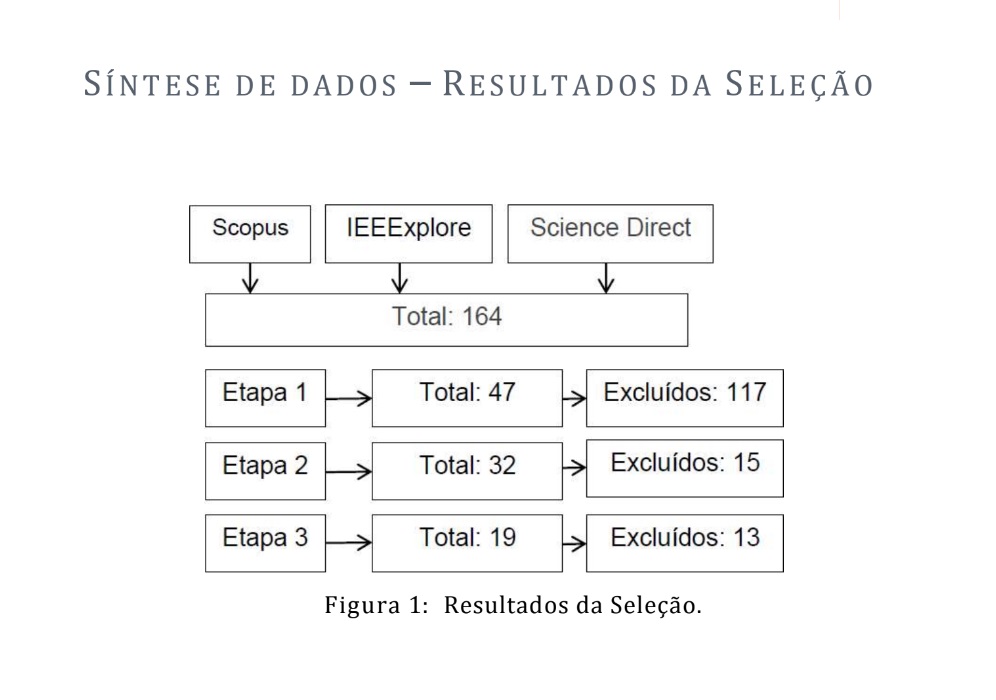 SÍNTESE DE DADOS – RESULTADOS DA SELEÇÃO
Scopus IEEExplore Science Direct
Total: 164
Etapa 1 Total: 47 Excluídos: 117
Etapa 2 Total: 32 Excluídos: 15
Etapa 3 Total: 19 Excluídos: 13
Figura 1: Resultados da Seleção.